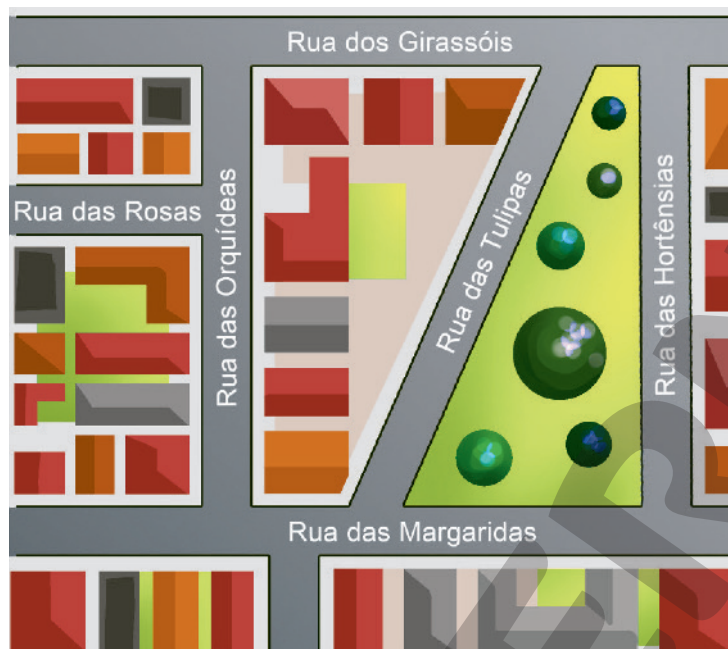 Rua dos Girassóis
Rua das Rosas
Rua das Orquídeas
Rua das Tulipas
Rua das Hortênsias
Rua das Margaridas